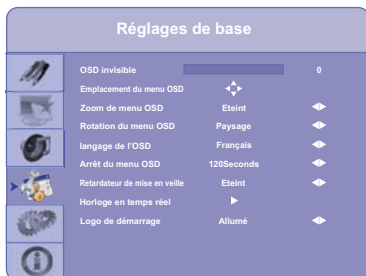 Réglages de base
OSD invisible 0
Emplacement du menu OSD
Zoom de menu OSD Eteint
Rotation du menu OSD Paysage
langage de l'OSD Français
Arrêt du menu OSD 120Seconds
Retardateur de mise en veille Eteint
Horloge en temps réel
Logo de démarrage Allumé